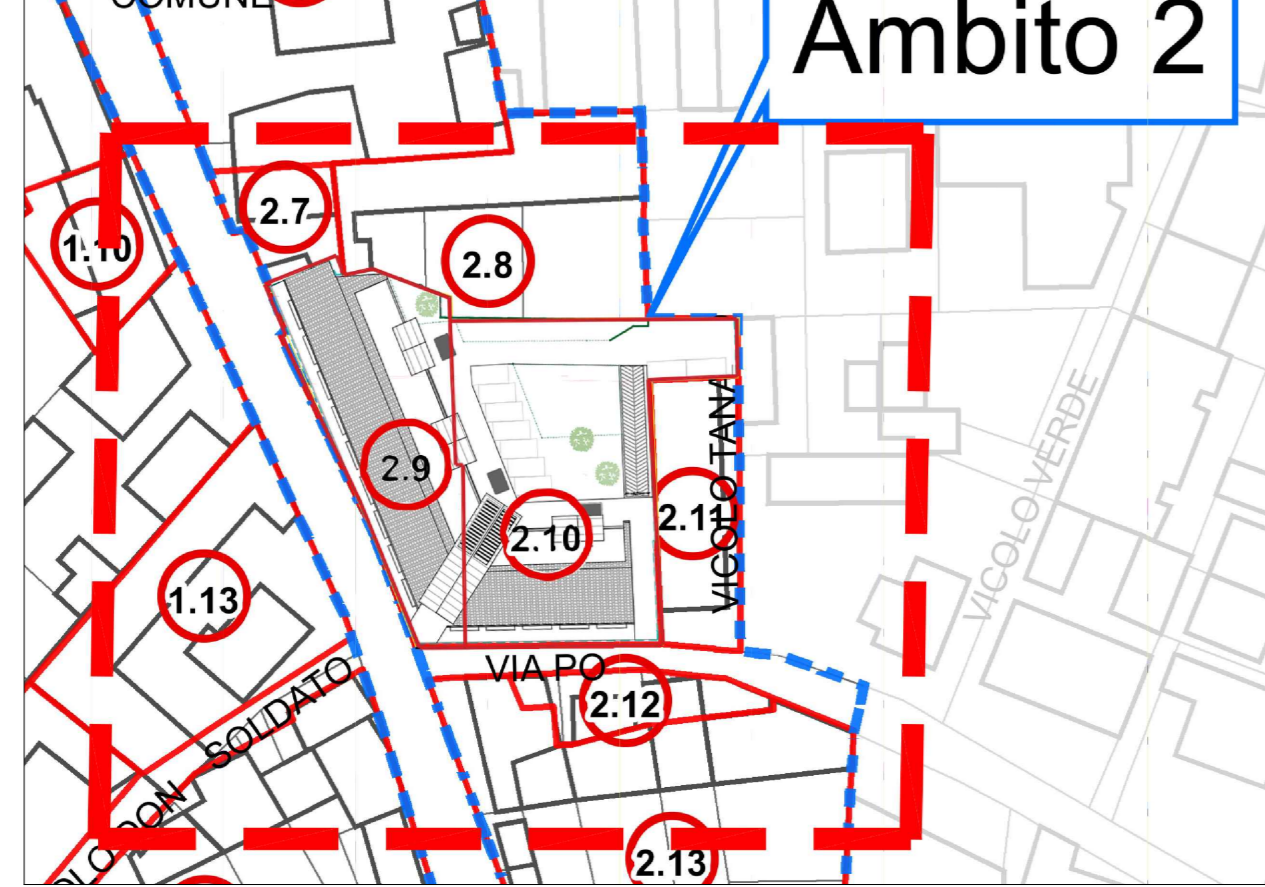 COMUNE
Ambito 2
2.7
1.10
2.8
2.9
2.10
2.11
VICOLO TANA
VICOLO VERDE
1.13
VIA PO
2.12
SOLDATO
DON
OLO
2.13